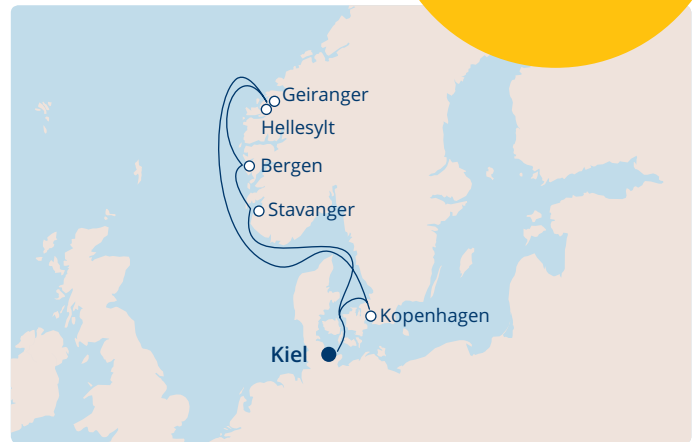 Geiranger
Hellesylt
Bergen
Stavanger
Kopenhagen
Kiel